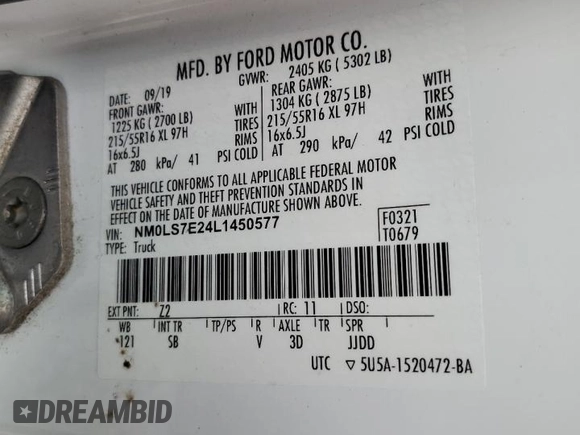 MFD. BY FORD MOTOR CO.
DATE: 09/19 GVWR: 2405 KG ( 5302 LB)
FRONT GAWR: REAR GAWR:
1225 KG ( 2700 LB) WITH 1304 KG ( 2875 LB) WITH
215/55R16 XL 97H TIRES 215/55R16 XL 97H TIRES
16x6.5J RIMS 16x6.5J RIMS
AT 280 kPa/ 41 PSI COLD AT 290 kPa/ 42 PSI COLD
THIS VEHICLE CONFORMS TO ALL APPLICABLE FEDERAL MOTOR
VEHICLE SAFETY AND THEFT PREVENTION STANDARDS IN
EFFECT ON THE DATE OF MANUFACTURE SHOWN ABOVE.
VIN: NM0LS7E24L1450577 F0321
TYPE: Truck T0679
EXT PNT: Z2 RC: 11 DSO:
WB INT TR TP/PS R AXLE TR SPR
121 SB V 3D JJDD
UTC ▽ 5U5A-1520472-BA
DREAMBID